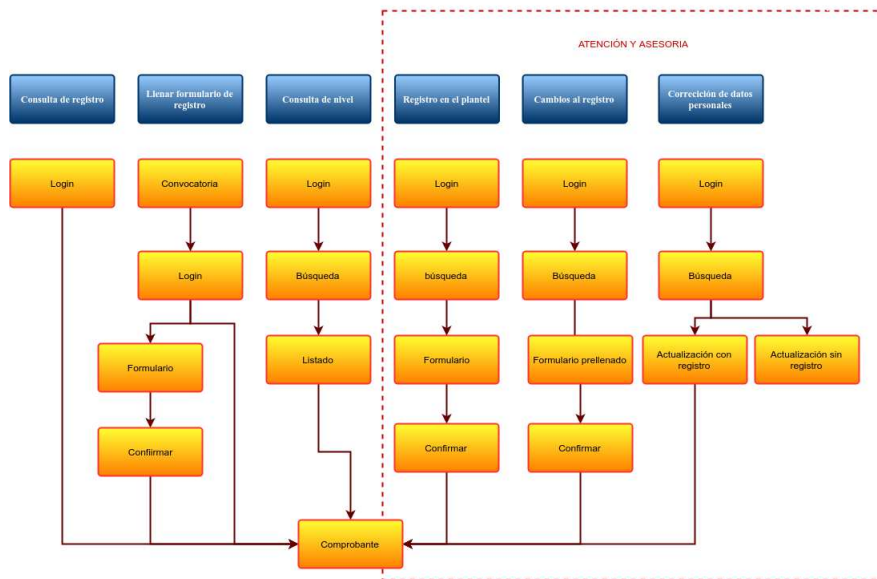 ATENCIÓN Y ASESORIA
Consulta de registro
Llenar formulario de
registro
Consulta de nivel
Registro en el plantel
Cambios al registro
Correción de datos
personales
Login
Convocatoria
Login
Login
Login
Login
Login
Búsqueda
búsqueda
Búsqueda
Búsqueda
Formulario
Listado
Formulario
Formulario prellenado
Actualización con
registro
Actualización sin
registro
Confiirmar
Confirmar
Confirmar
Comprobante